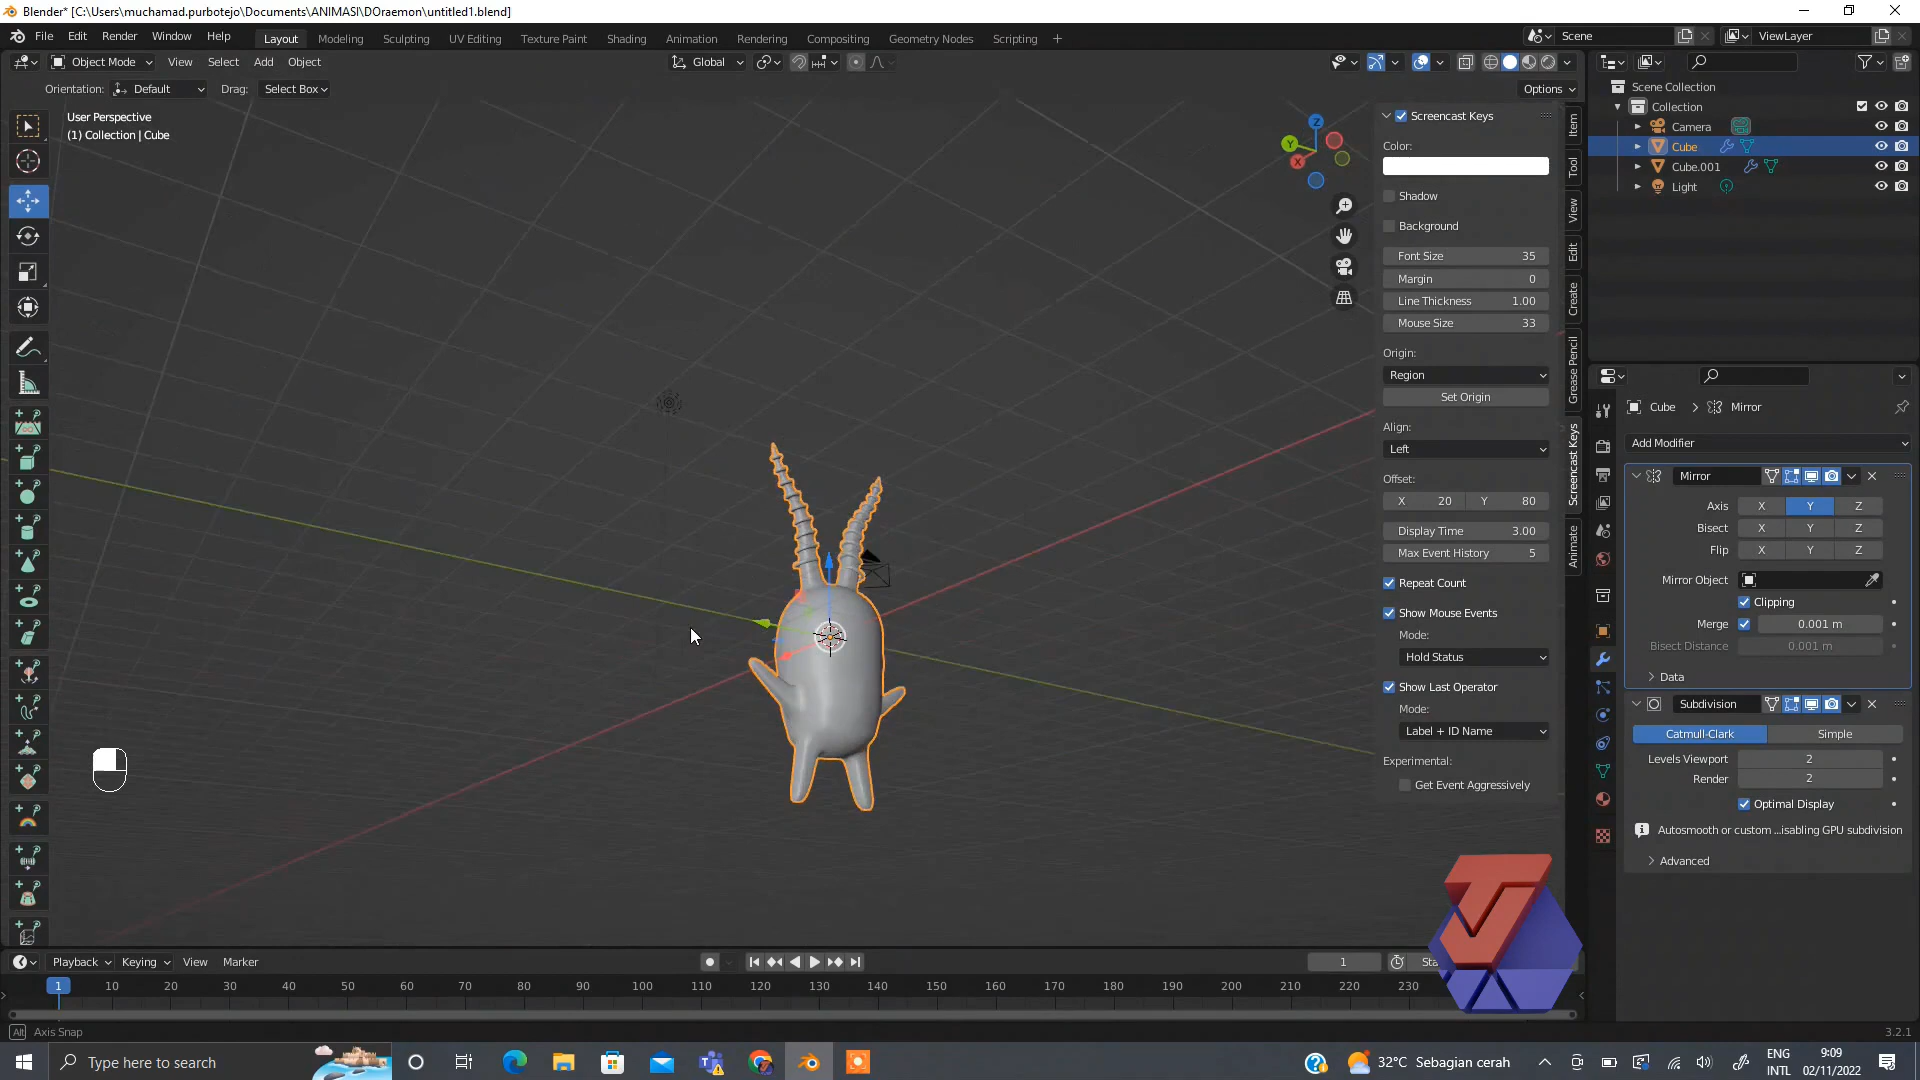 Blender* [C:\Users\muchamad.purbotejo\Documents\ANIMASI\DOraemon\untitled1.blend]
File Edit Render Window Help Layout Modeling Sculpting UV Editing Texture Paint Shading Animation Rendering Compositing Geometry Nodes Scripting + Scene ViewLayer
Object Mode View Select Add Object Global
Orientation: Default Drag: Select Box Options
User Perspective
(1) Collection | Cube
Z
Y
X
Screencast Keys
Color:
Shadow
Background
Font Size 35
Margin 0
Line Thickness 1.00
Mouse Size 33
Origin:
Region
Set Origin
Align:
Left
Offset:
X 20 Y 80
Display Time 3.00
Max Event History 5
Repeat Count
Show Mouse Events
Mode:
Hold Status
Show Last Operator
Mode:
Label + ID Name
Experimental:
Get Event Aggressively
Item
Tool
View
Edit
Create
Grease Pencil
Screencast Keys
Animate
Scene Collection
Collection
Camera
Cube
Cube.001
Light
Cube > Mirror
Add Modifier
Mirror
Axis X Y Z
Bisect X Y Z
Flip X Y Z
Mirror Object
Clipping
Merge 0.001 m
Bisect Distance 0.001 m
Data
Subdivision
Catmull-Clark Simple
Levels Viewport 2
Render 2
Optimal Display
Autosmooth or custom ...isabling GPU subdivision
Advanced
Playback Keying View Marker 1 Sta
1 10 20 30 40 50 60 70 80 90 100 110 120 130 140 150 160 170 180 190 200 210 220 230
Alt Axis Snap 3.2.1
Type here to search 32°C Sebagian cerah ENG 9:09
INTL 02/11/2022